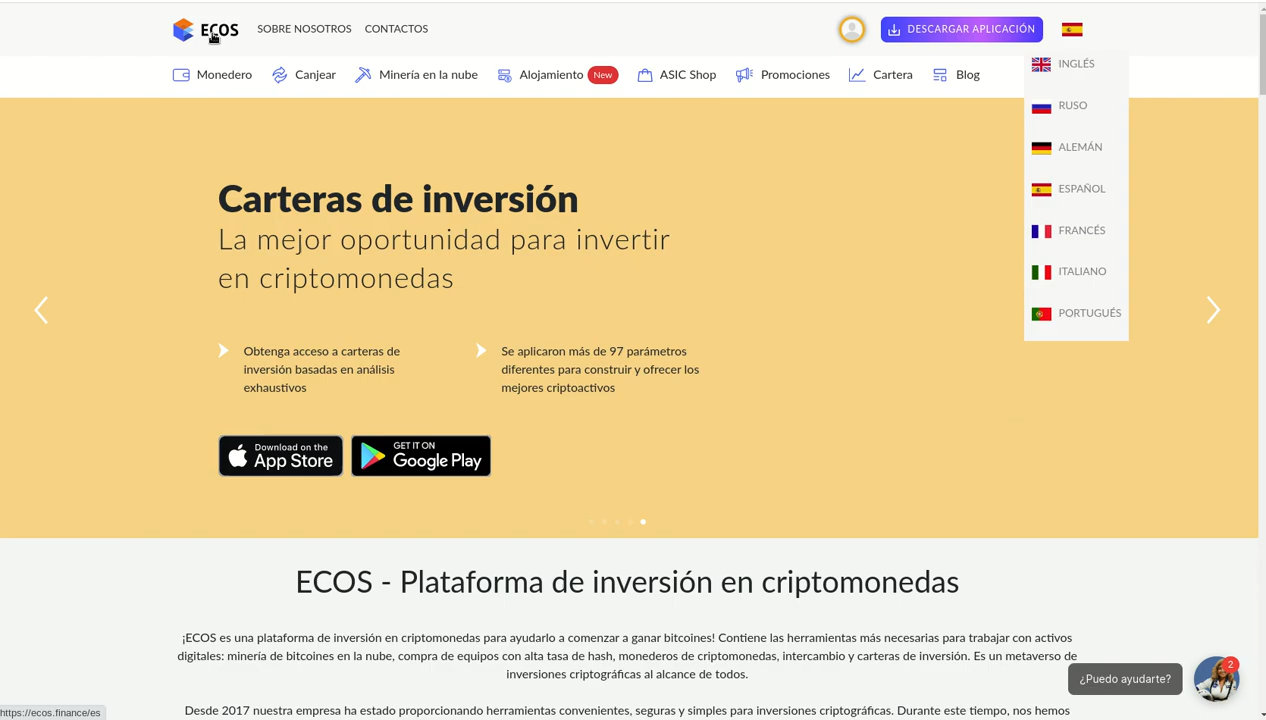 ECOS
SOBRE NOSOTROS
CONTACTOS
DESCARGAR APLICACIÓN
Monedero
Canjear
Minería en la nube
Alojamiento
New
ASIC Shop
Promociones
Cartera
Blog
INGLÉS
RUSO
ALEMÁN
ESPAÑOL
FRANCÉS
ITALIANO
PORTUGUÉS
Carteras de inversión
La mejor oportunidad para invertir
en criptomonedas
Obtenga acceso a carteras de
inversión basadas en análisis
exhaustivos
Se aplicaron más de 97 parámetros
diferentes para construir y ofrecer los
mejores criptoactivos
Download on the
App Store
GET IT ON
Google Play
ECOS - Plataforma de inversión en criptomonedas
¡ECOS es una plataforma de inversión en criptomonedas para ayudarlo a comenzar a ganar bitcoines! Contiene las herramientas más necesarias para trabajar con activos
digitales: minería de bitcoines en la nube, compra de equipos con alta tasa de hash, monederos de criptomonedas, intercambio y carteras de inversión. Es un metaverso de
inversiones criptográficas al alcance de todos.
Desde 2017 nuestra empresa ha estado proporcionando herramientas convenientes, seguras y simples para inversiones criptográficas. Durante este tiempo, nos hemos
¿Puedo ayudarte?
2
https://ecos.finance/es